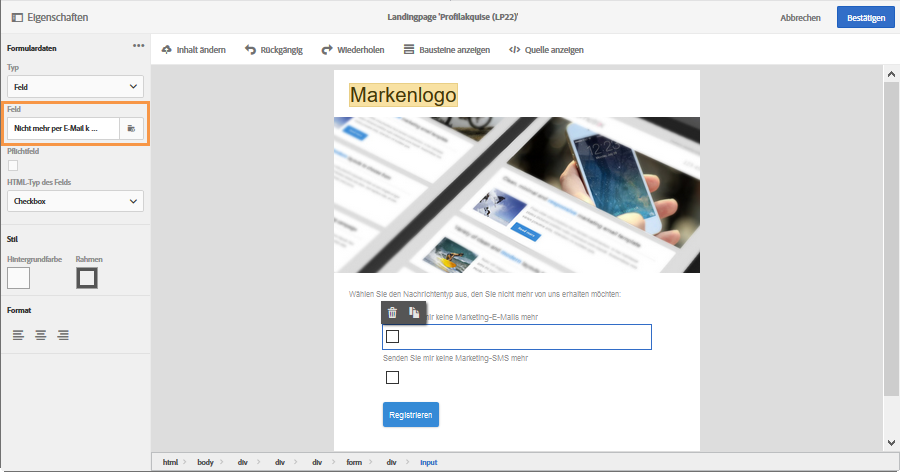 Eigenschaften
Landingpage 'Profilakquise (LP22)'
Abbrechen
Bestätigen
Formulardaten
Typ
Feld
Feld
Nicht mehr per E-Mail k ...
Pflichtfeld
HTML-Typ des Felds
Checkbox
Stil
Hintergrundfarbe Rahmen
Format
Inhalt ändern Rückgängig Wiederholen Bausteine anzeigen </> Quelle anzeigen
Markenlogo
Wählen Sie den Nachrichtentyp aus, den Sie nicht mehr von uns erhalten möchten:
mir keine Marketing-E-Mails mehr
Senden Sie mir keine Marketing-SMS mehr
Registrieren
html body div div div form div input